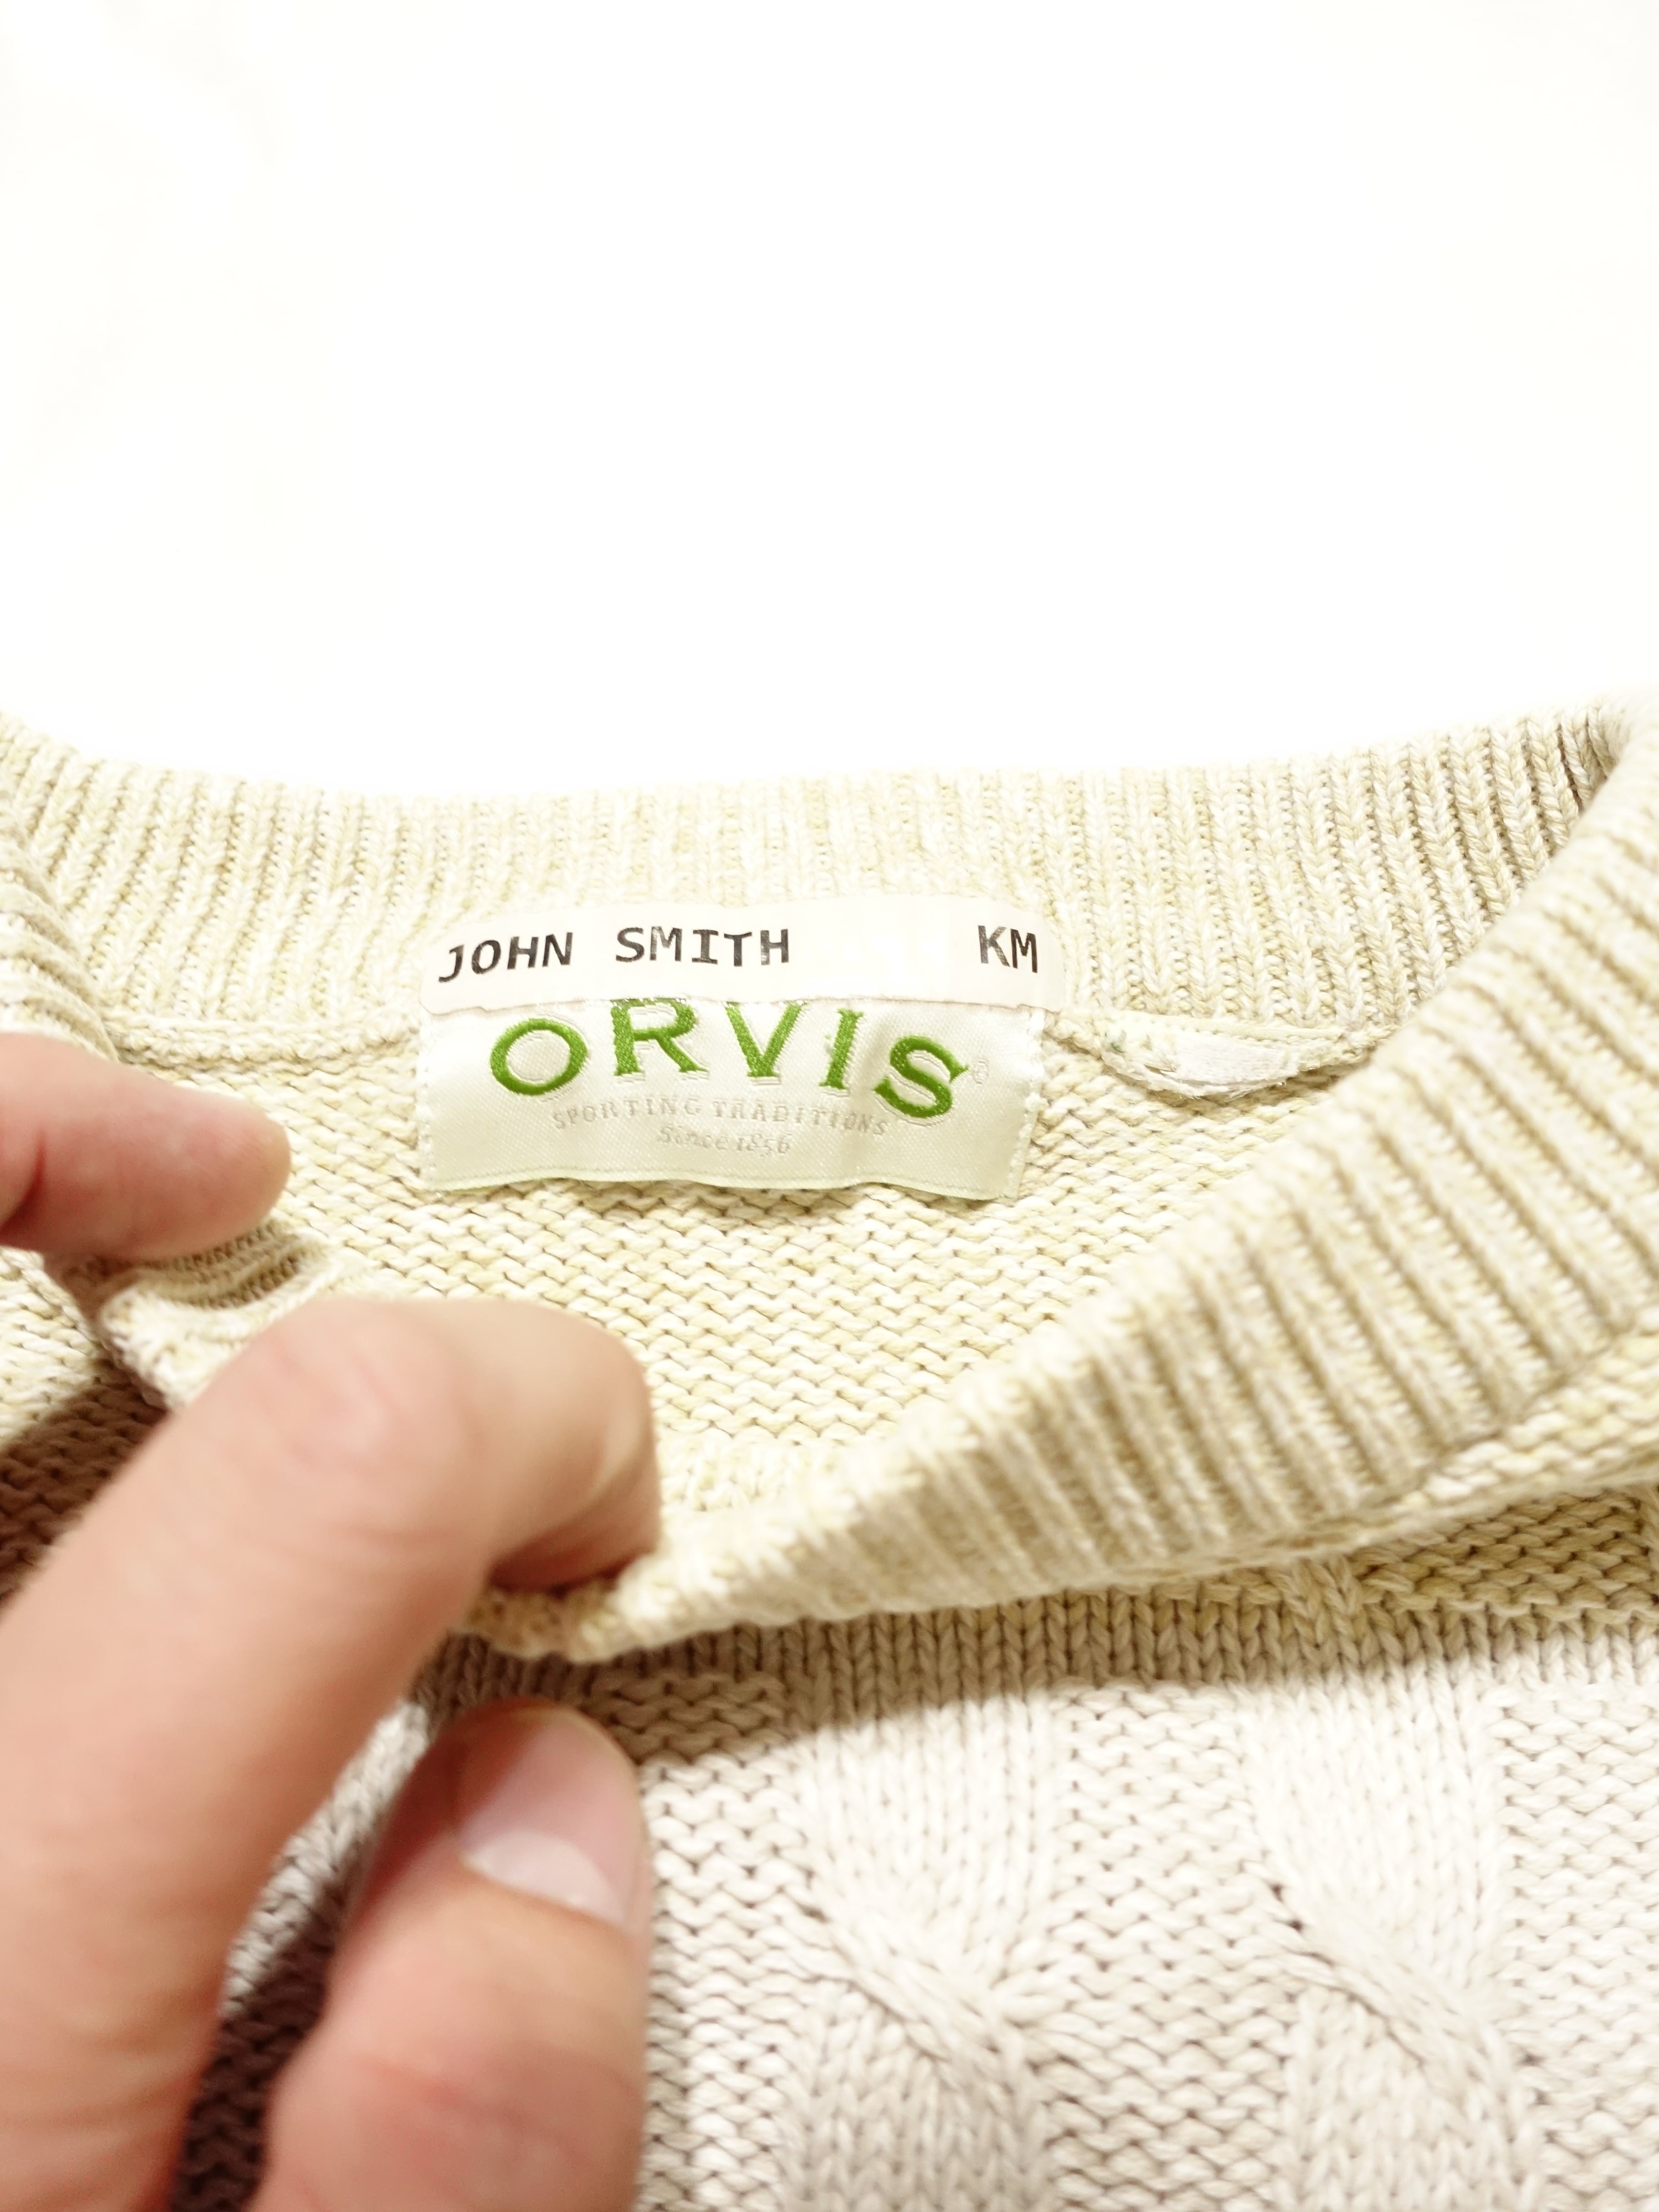 JOHN SMITH KM
ORVIS®
SPORTING TRADITIONS
Since 1856